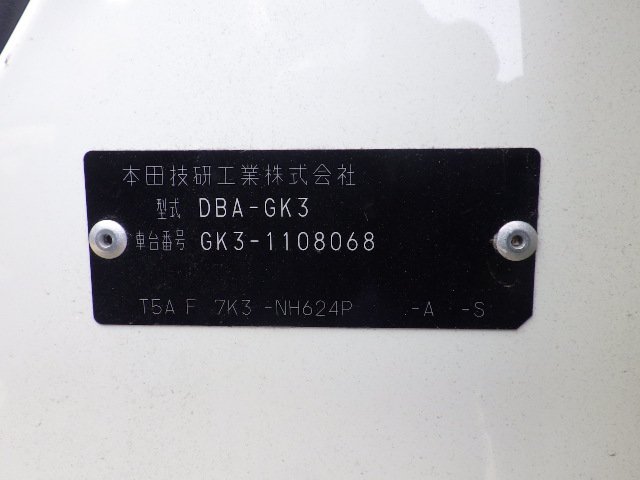 本田技研工業株式会社
型式 DBA-GK3
車台番号 GK3-1108068
T5A F 7K3 -NH624P -A -S